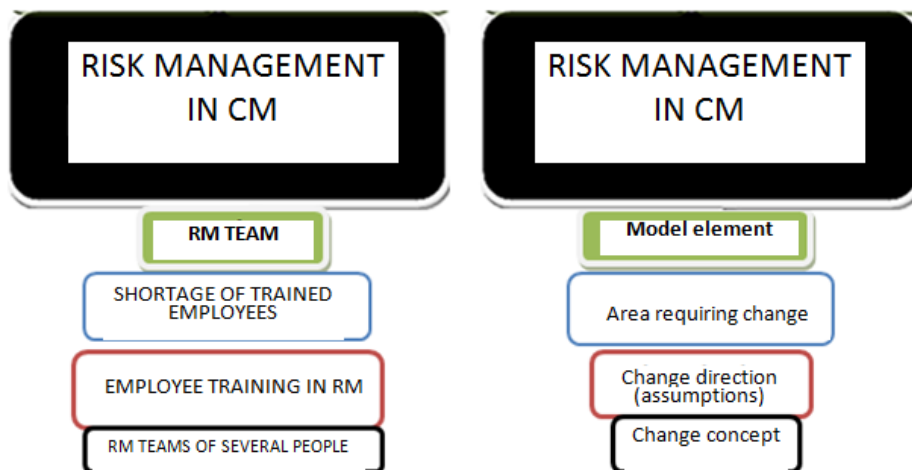 RISK MANAGEMENT
IN CM
RM TEAM
SHORTAGE OF TRAINED
EMPLOYEES
EMPLOYEE TRAINING IN RM
RM TEAMS OF SEVERAL PEOPLE
RISK MANAGEMENT
IN CM
Model element
Area requiring change
Change direction
(assumptions)
Change concept